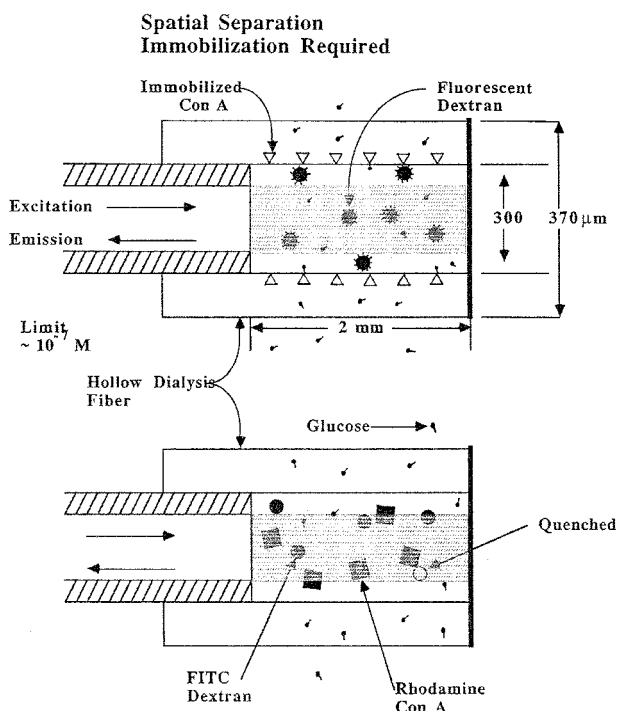 Spatial Separation
Immobilization Required
Immobilized
Con A
Fluorescent
Dextran
Excitation
Emission
300
370 μm
Limit
~ 10⁻⁷ M
2 mm
Hollow Dialysis
Fiber
Glucose
Quenched
FITC
Dextran
Rhodamine
Con A